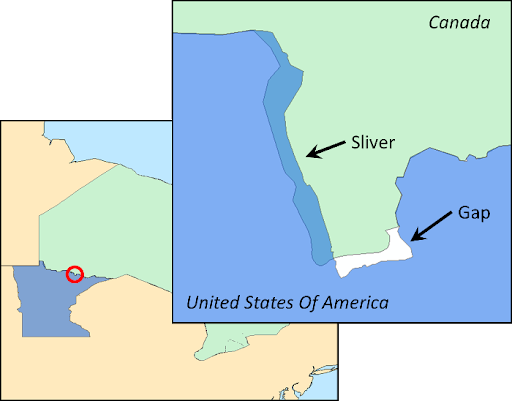 Canada
Sliver
Gap
United States Of America